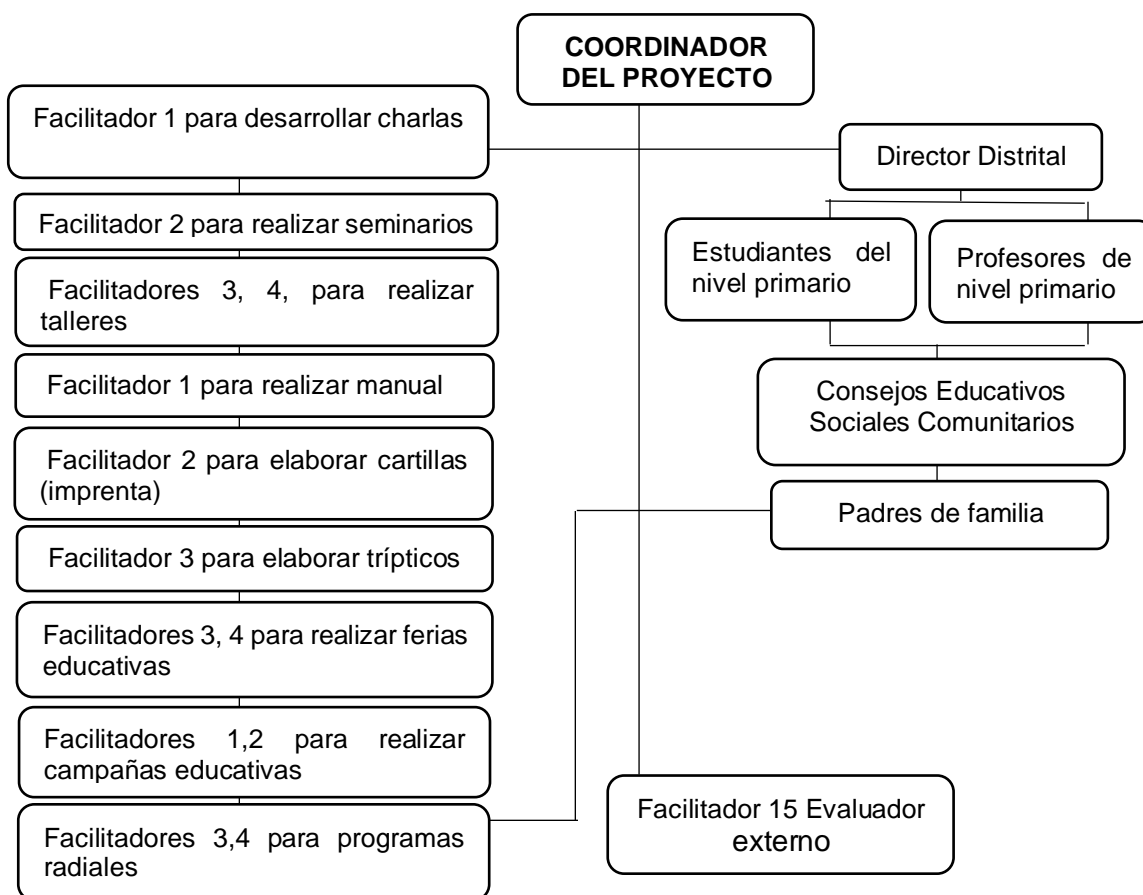 COORDINADOR
DEL PROYECTO
Facilitador 1 para desarrollar charlas
Facilitador 2 para realizar seminarios
Facilitadores 3, 4, para realizar
talleres
Facilitador 1 para realizar manual
Facilitador 2 para elaborar cartillas
(imprenta)
Facilitador 3 para elaborar trípticos
Facilitadores 3, 4 para realizar ferias
educativas
Facilitadores 1,2 para realizar
campañas educativas
Facilitadores 3,4 para programas
radiales
Director Distrital
Estudiantes del
nivel primario
Profesores de
nivel primario
Consejos Educativos
Sociales Comunitarios
Padres de familia
Facilitador 15 Evaluador
externo